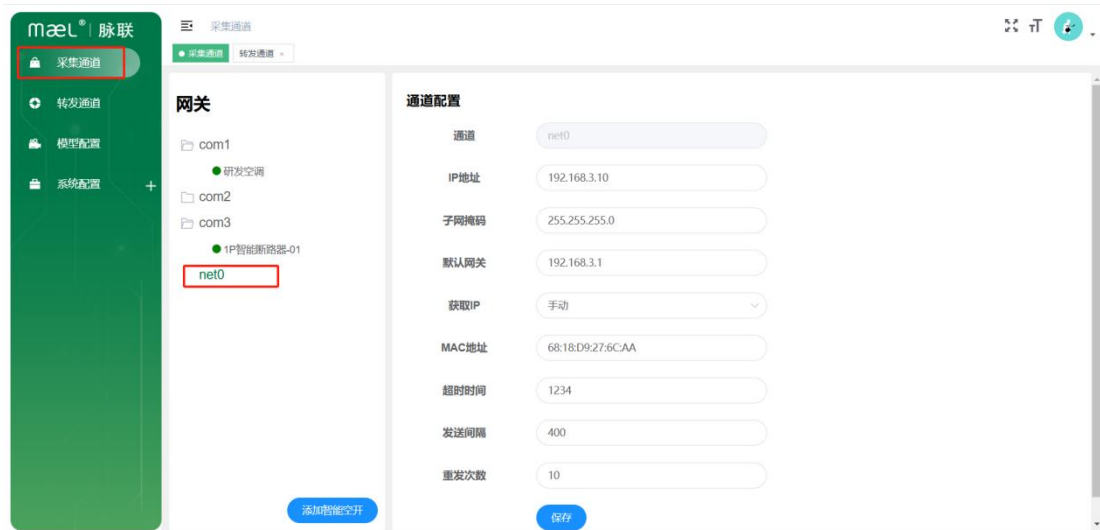 mæL® | 脉联
采集通道
转发通道
模型配置
系统配置 +
采集通道
TT
采集通道
转发通道 ×
网关
com1
研发空调
com2
com3
1P智能断路器-01
net0
添加智能空开
通道配置
通道 net0
IP地址 192.168.3.10
子网掩码 255.255.255.0
默认网关 192.168.3.1
获取IP 手动
MAC地址 68:18:D9:27:6C:AA
超时时间 1234
发送间隔 400
重发次数 10
保存